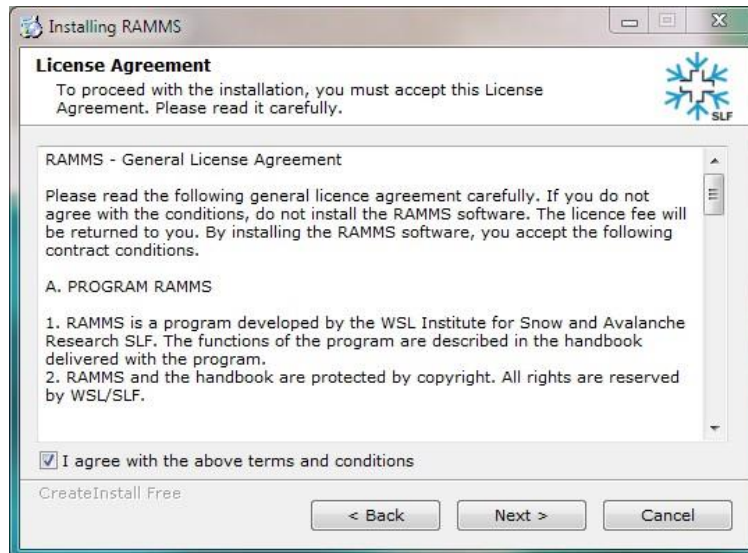 Installing RAMMS
License Agreement
To proceed with the installation, you must accept this License
Agreement. Please read it carefully.
SLF
RAMMS - General License Agreement
Please read the following general licence agreement carefully. If you do not
agree with the conditions, do not install the RAMMS software. The licence fee will
be returned to you. By installing the RAMMS software, you accept the following
contract conditions.
A. PROGRAM RAMMS
1. RAMMS is a program developed by the WSL Institute for Snow and Avalanche
Research SLF. The functions of the program are described in the handbook
delivered with the program.
2. RAMMS and the handbook are protected by copyright. All rights are reserved
by WSL/SLF.
I agree with the above terms and conditions
CreateInstall Free
< Back
Next >
Cancel